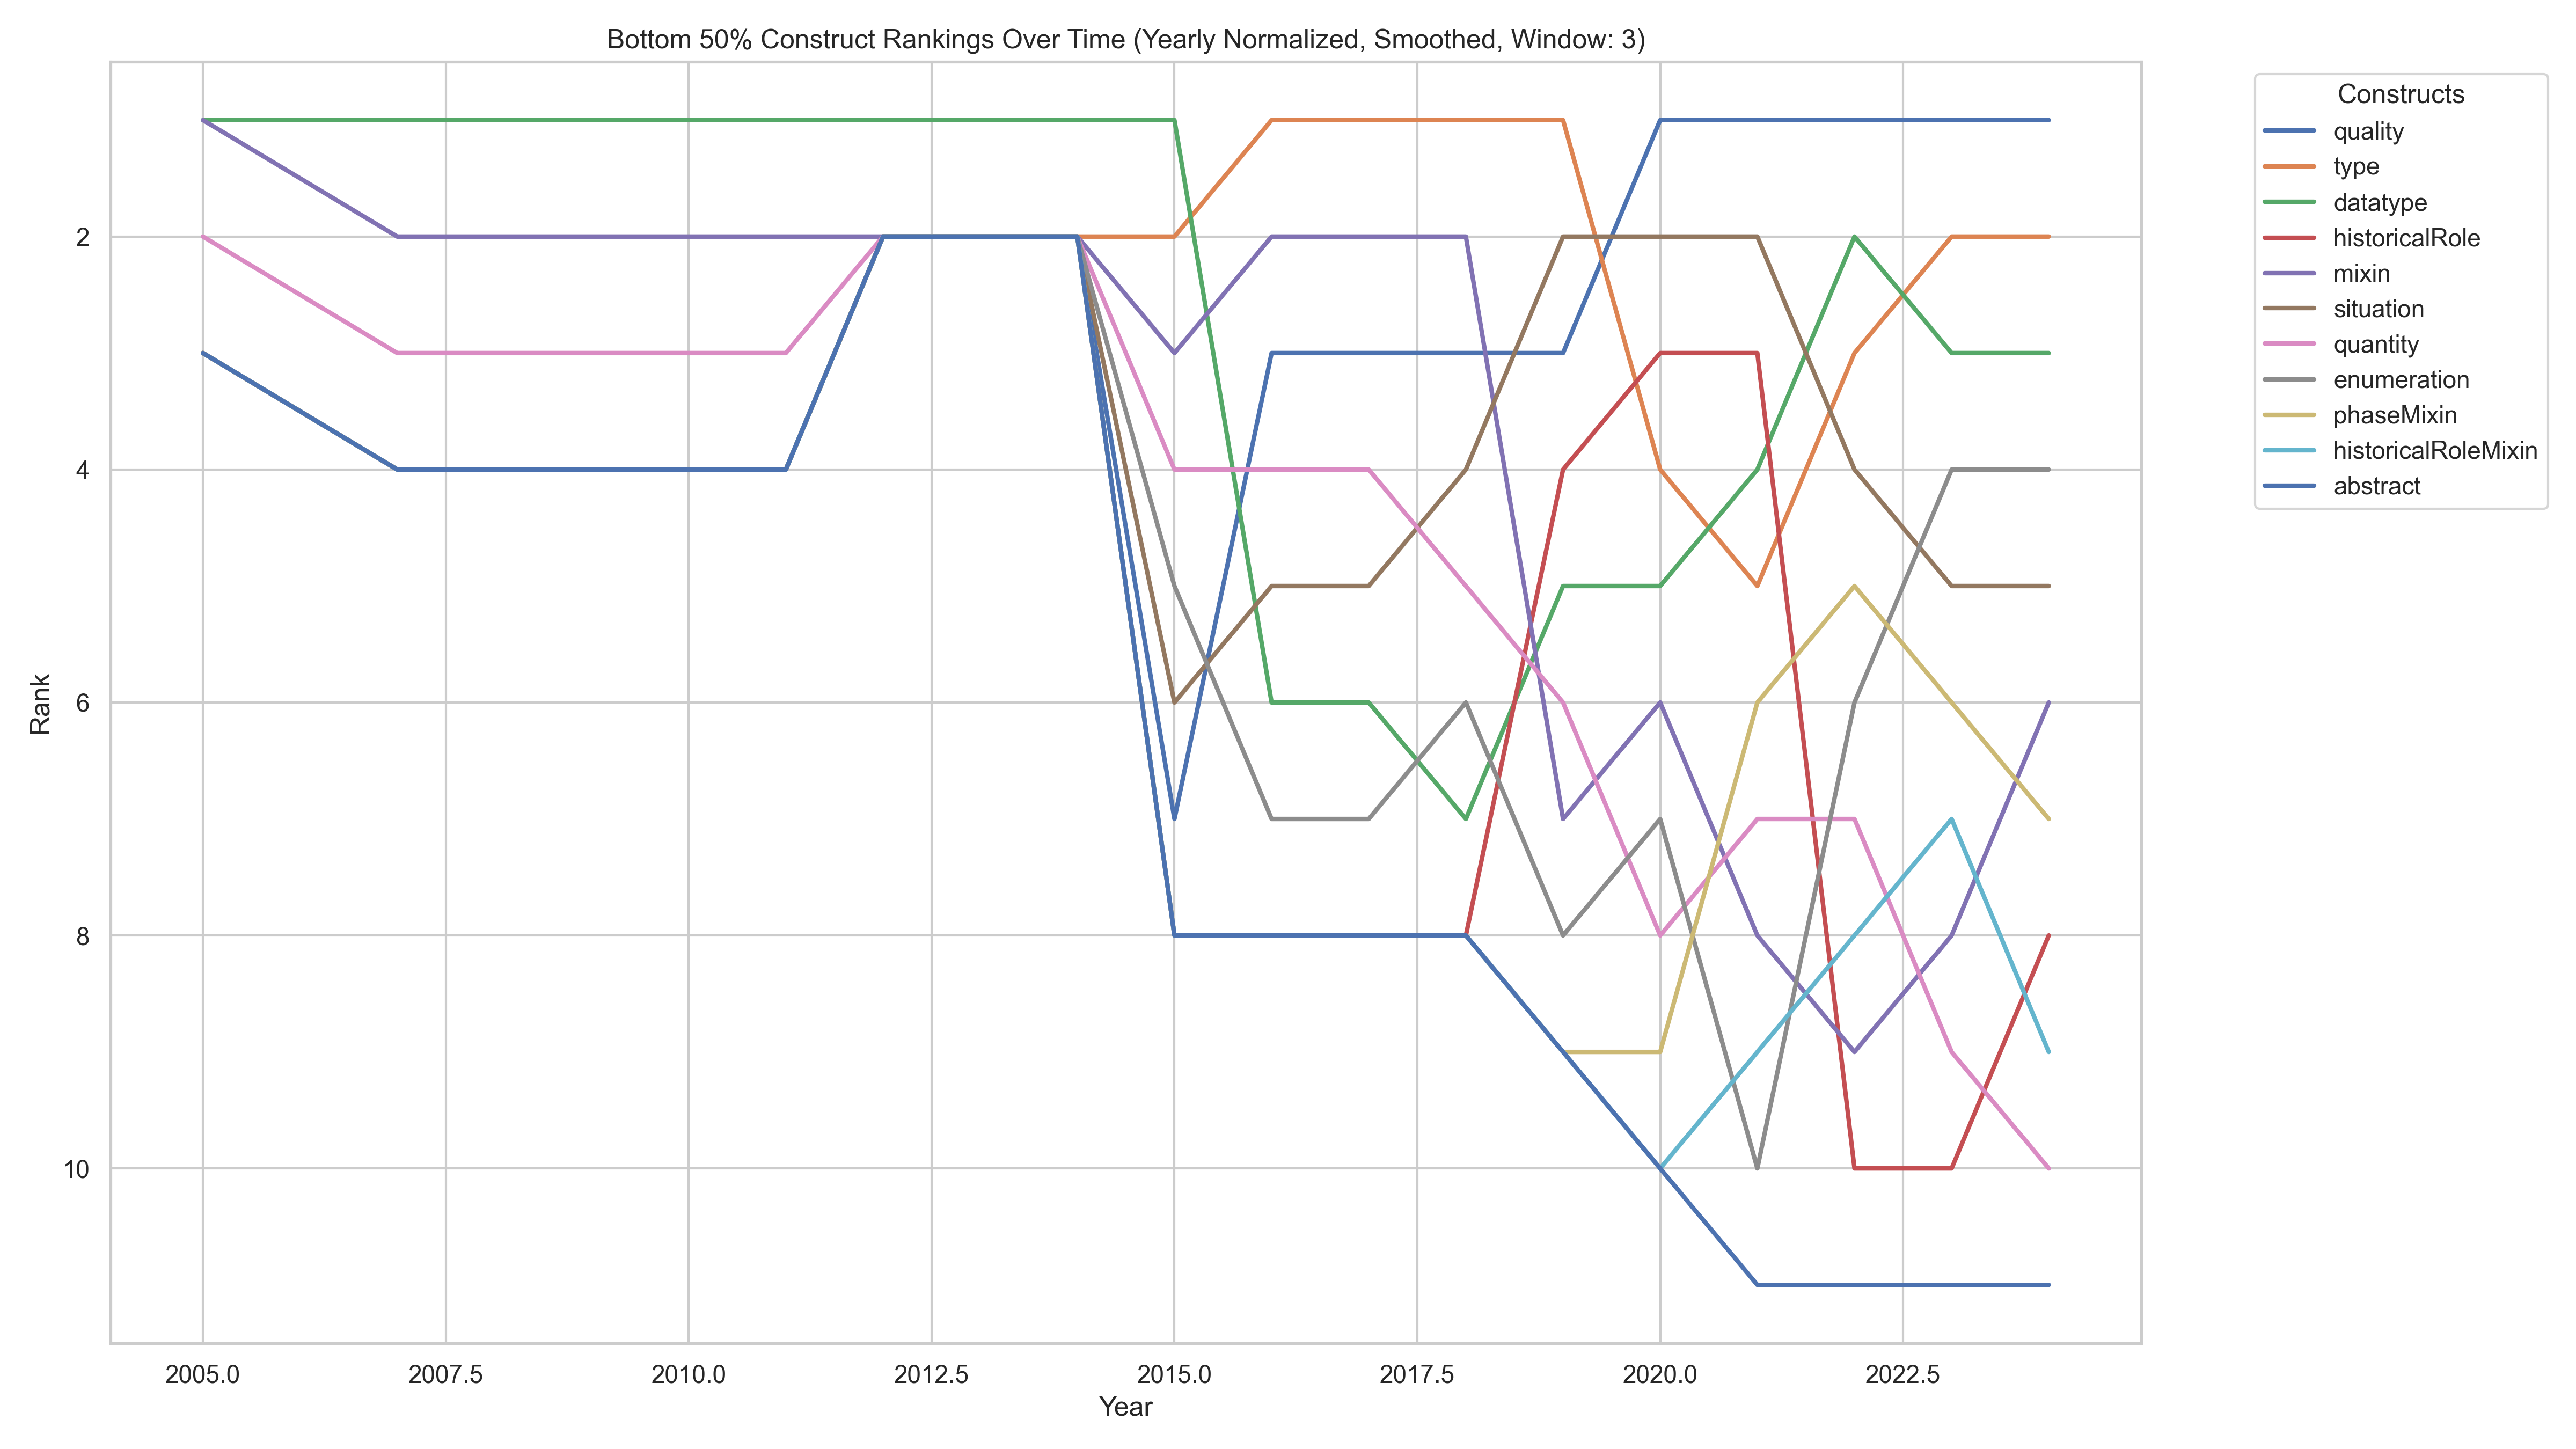 Bottom 50% Construct Rankings Over Time (Yearly Normalized, Smoothed, Window: 3)
Rank
2
4
6
8
10
2005.0
2007.5
2010.0
2012.5
2015.0
2017.5
2020.0
2022.5
Year
Constructs
quality
type
datatype
historicalRole
mixin
situation
quantity
enumeration
phaseMixin
historicalRoleMixin
abstract